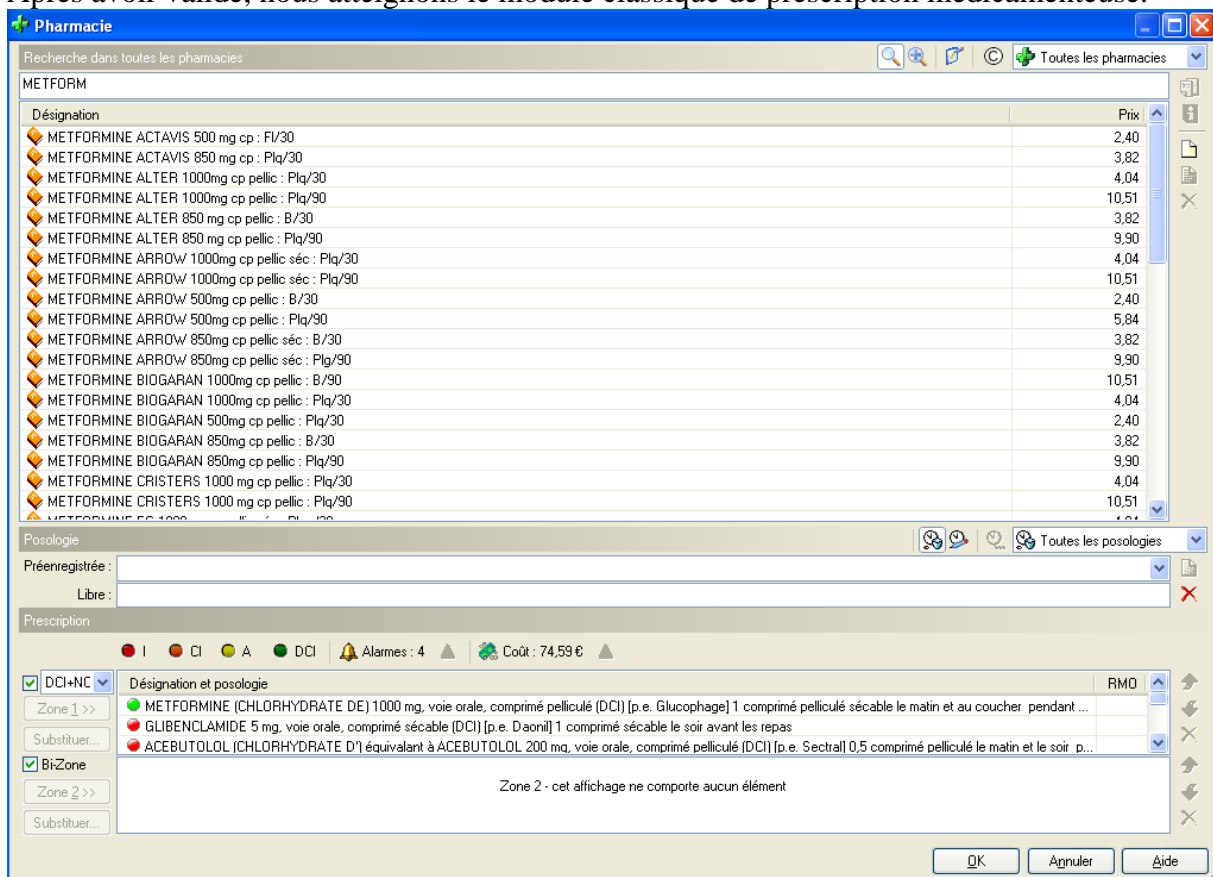 Après avoir validé, nous atteignons le module classique de prescription médicamenteuse.
Pharmacie
Recherche dans toutes les pharmacies Toutes les pharmacies
METFORM
Désignation Prix
METFORMINE ACTAVIS 500 mg cp : Fl/30 2,40
METFORMINE ACTAVIS 850 mg cp : Plq/30 3,82
METFORMINE ALTER 1000mg cp pellic : Plq/30 4,04
METFORMINE ALTER 1000mg cp pellic : Plq/90 10,51
METFORMINE ALTER 850 mg cp pellic : B/30 3,82
METFORMINE ALTER 850 mg cp pellic : Plq/90 9,90
METFORMINE ARROW 1000mg cp pellic séc : Plq/30 4,04
METFORMINE ARROW 1000mg cp pellic séc : Plq/90 10,51
METFORMINE ARROW 500mg cp pellic : B/30 2,40
METFORMINE ARROW 500mg cp pellic : Plq/90 5,84
METFORMINE ARROW 850mg cp pellic séc : B/30 3,82
METFORMINE ARROW 850mg cp pellic séc : Plq/90 9,90
METFORMINE BIOGARAN 1000mg cp pellic : B/90 10,51
METFORMINE BIOGARAN 1000mg cp pellic : Plq/30 4,04
METFORMINE BIOGARAN 500mg cp pellic : Plq/30 2,40
METFORMINE BIOGARAN 850mg cp pellic : B/30 3,82
METFORMINE BIOGARAN 850mg cp pellic : Plq/90 9,90
METFORMINE CRISTERS 1000 mg cp pellic : Plq/30 4,04
METFORMINE CRISTERS 1000 mg cp pellic : Plq/90 10,51
Posologie Toutes les posologies
Préenregistrée :
Libre :
Prescription
I CI A DCI Alarmes : 4 Coût : 74,59 €
DCI+NC Désignation et posologie RMO
Zone 1 >> METFORMINE (CHLORHYDRATE DE) 1000 mg, voie orale, comprimé pelliculé (DCI) [p.e. Glucophage] 1 comprimé pelliculé sécable le matin et au coucher pendant ...
GLIBENCLAMIDE 5 mg, voie orale, comprimé sécable (DCI) [p.e. Daonil] 1 comprimé sécable le soir avant les repas
Substituer... ACEBUTOLOL (CHLORHYDRATE D') équivalant à ACEBUTOLOL 200 mg, voie orale, comprimé pelliculé (DCI) [p.e. Sectral] 0,5 comprimé pelliculé le matin et le soir p...
Bi-Zone
Zone 2 - cet affichage ne comporte aucun élément
Zone 2 >>
Substituer...
OK Annuler Aide